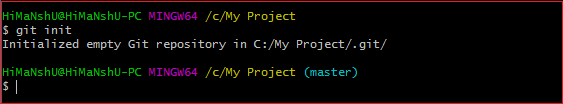 HiMaNshU@HiMaNshU-PC MINGW64 /c/My Project
$ git init
Initialized empty Git repository in C:/My Project/.git/
HiMaNshU@HiMaNshU-PC MINGW64 /c/My Project (master)
$